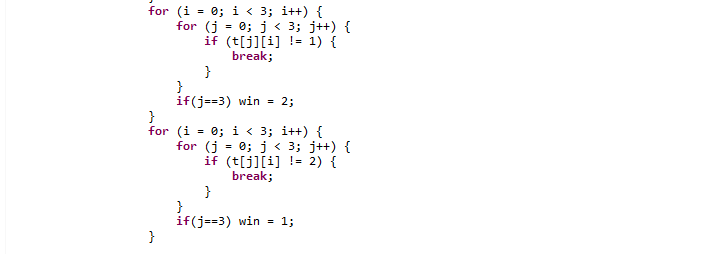 for (i = 0; i < 3; i++) {
for (j = 0; j < 3; j++) {
if (t[j][i] != 1) {
break;
}
}
if(j==3) win = 2;
}
for (i = 0; i < 3; i++) {
for (j = 0; j < 3; j++) {
if (t[j][i] != 2) {
break;
}
}
if(j==3) win = 1;
}